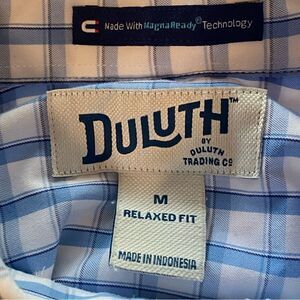 Made With MagnaReady® Technology
DULUTH™
BY
DULUTH
TRADING Cº
M
RELAXED FIT
MADE IN INDONESIA